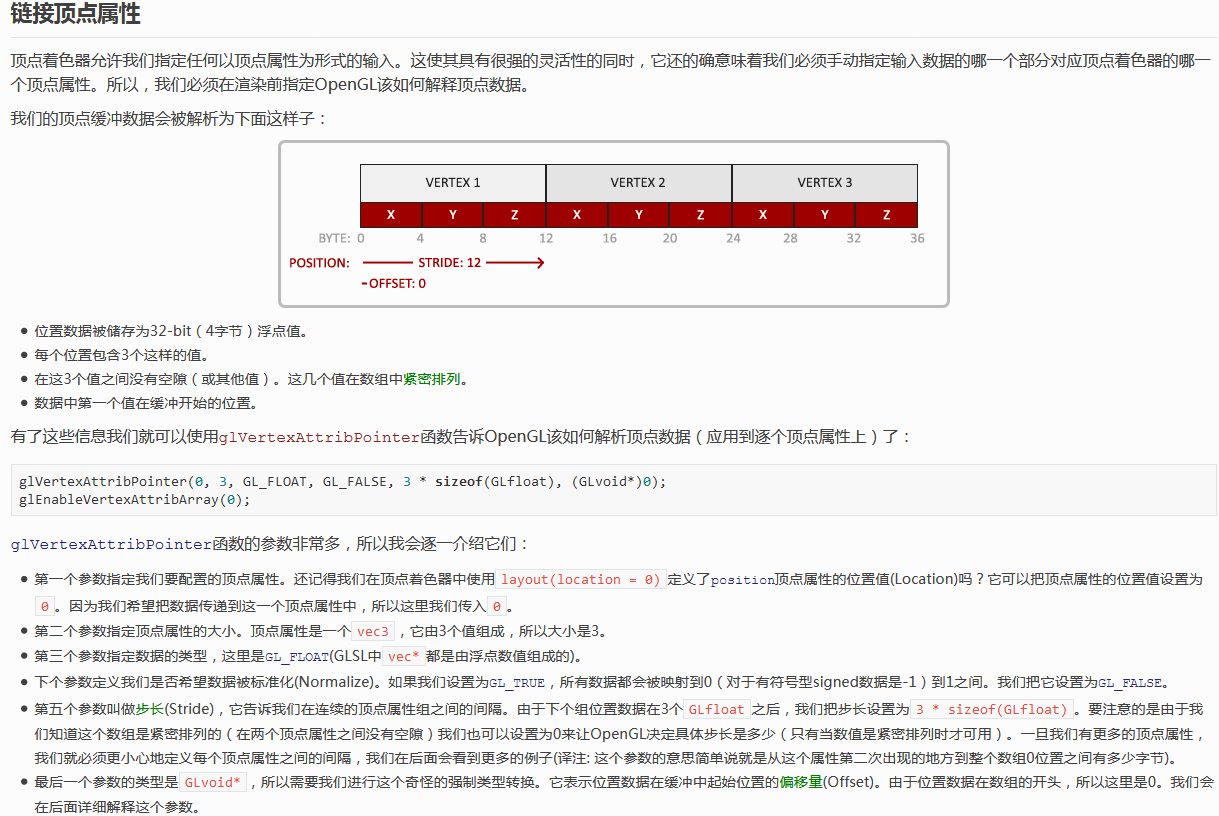 链接顶点属性
顶点着色器允许我们指定任何以顶点属性为形式的输入。这使其具有很强的灵活性的同时，它还的确意味着我们必须手动指定输入数据的哪一个部分对应顶点着色器的哪一
个顶点属性。所以，我们必须在渲染前指定OpenGL该如何解释顶点数据。
我们的顶点缓冲数据会被解析为下面这样子：
VERTEX 1 VERTEX 2 VERTEX 3
X Y Z X Y Z X Y Z
BYTE: 0 4 8 12 16 20 24 28 32 36
POSITION: STRIDE: 12
- OFFSET: 0
● 位置数据被储存为32-bit（4字节）浮点值。
● 每个位置包含3个这样的值。
● 在这3个值之间没有空隙（或其他值）。这几个值在数组中紧密排列。
● 数据中第一个值在缓冲开始的位置。
有了这些信息我们就可以使用glVertexAttribPointer函数告诉OpenGL该如何解析顶点数据（应用到逐个顶点属性上）了：
glVertexAttribPointer(0, 3, GL_FLOAT, GL_FALSE, 3 * sizeof(GLfloat), (GLvoid*)0);
glEnableVertexAttribArray(0);
glVertexAttribPointer函数的参数非常多，所以我会逐一介绍它们：
● 第一个参数指定我们要配置的顶点属性。还记得我们在顶点着色器中使用layout(location = 0)定义了position顶点属性的位置值(Location)吗？它可以把顶点属性的位置值设置为
0。因为我们希望把数据传递到这一个顶点属性中，所以这里我们传入0。
● 第二个参数指定顶点属性的大小。顶点属性是一个vec3，它由3个值组成，所以大小是3。
● 第三个参数指定数据的类型，这里是GL_FLOAT(GLSL中vec*都是由浮点数值组成的)。
● 下个参数定义我们是否希望数据被标准化(Normalize)。如果我们设置为GL_TRUE，所有数据都会被映射到0（对于有符号型signed数据是-1）到1之间。我们把它设置为GL_FALSE。
● 第五个参数叫做步长(Stride)，它告诉我们在连续的顶点属性组之间的间隔。由于下个组位置数据在3个GLfloat之后，我们把步长设置为3 * sizeof(GLfloat)。要注意的是由于我
们知道这个数组是紧密排列的（在两个顶点属性之间没有空隙）我们也可以设置为0来让OpenGL决定具体步长是多少（只有当数值是紧密排列时才可用）。一旦我们有更多的顶点属性，
我们就必须更小心地定义每个顶点属性之间的间隔，我们在后面会看到更多的例子(译注: 这个参数的意思简单说就是从这个属性第二次出现的地方到整个数组0位置之间有多少字节)。
● 最后一个参数的类型是GLvoid*，所以需要我们进行这个奇怪的强制类型转换。它表示位置数据在缓冲中起始位置的偏移量(Offset)。由于位置数据在数组的开头，所以这里是0。我们会
在后面详细解释这个参数。